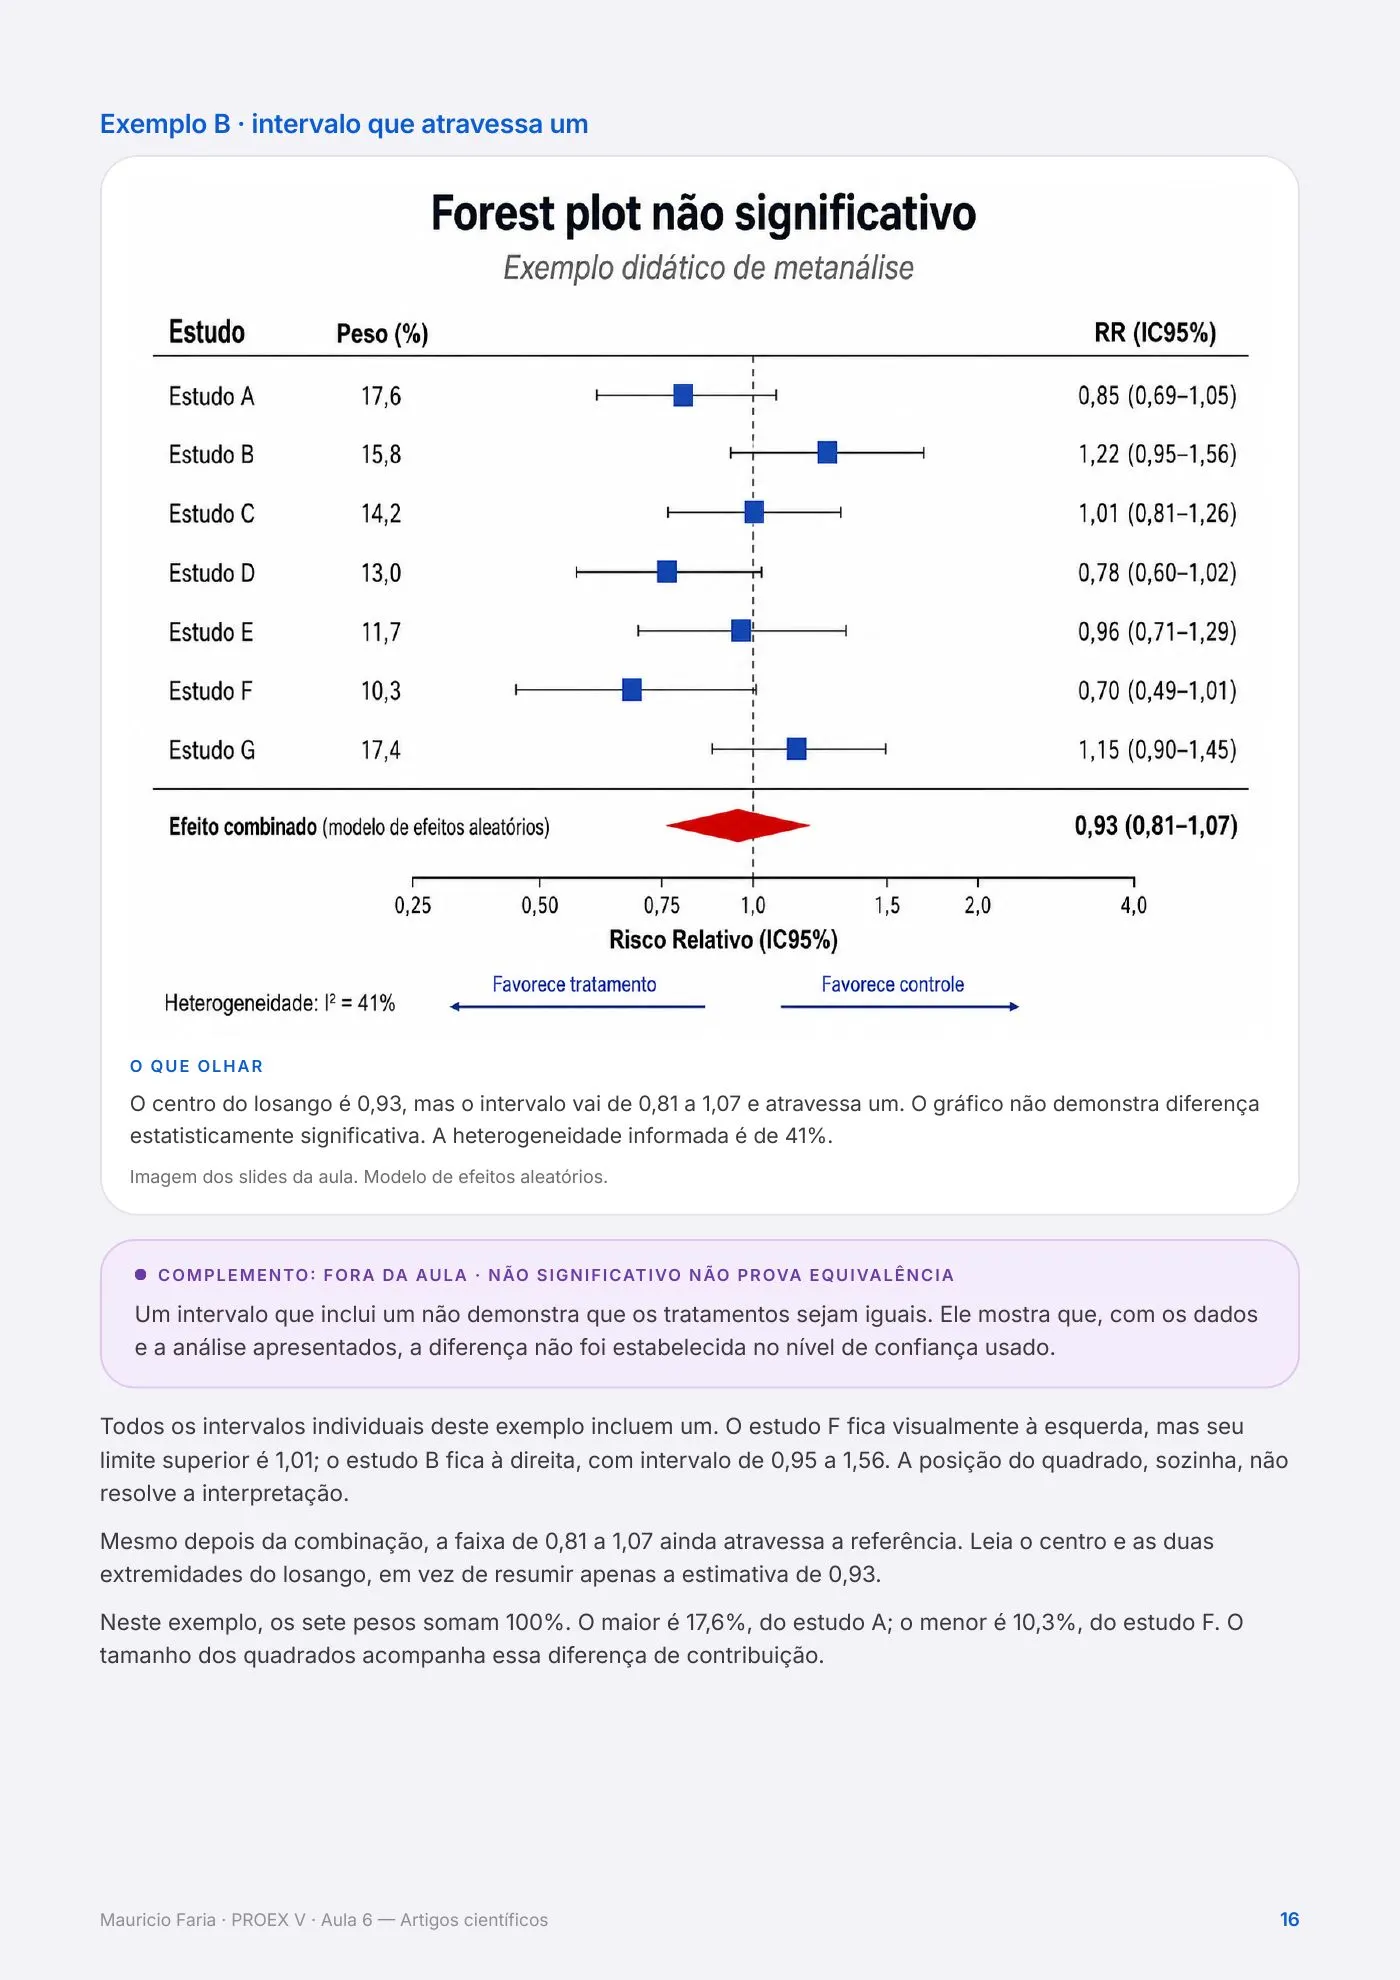 Exemplo B · intervalo que atravessa um
Forest plot não significativo
Exemplo didático de metanálise
Estudo Peso (%) RR (IC95%)
Estudo A 17,6 0,85 (0,69–1,05)
Estudo B 15,8 1,22 (0,95–1,56)
Estudo C 14,2 1,01 (0,81–1,26)
Estudo D 13,0 0,78 (0,60–1,02)
Estudo E 11,7 0,96 (0,71–1,29)
Estudo F 10,3 0,70 (0,49–1,01)
Estudo G 17,4 1,15 (0,90–1,45)
Efeito combinado (modelo de efeitos aleatórios) 0,93 (0,81–1,07)
0,25 0,50 0,75 1,0 1,5 2,0 4,0
Risco Relativo (IC95%)
Favorece tratamento Favorece controle
Heterogeneidade: I² = 41%
O QUE OLHAR
O centro do losango é 0,93, mas o intervalo vai de 0,81 a 1,07 e atravessa um. O gráfico não demonstra diferença
estatisticamente significativa. A heterogeneidade informada é de 41%.
Imagem dos slides da aula. Modelo de efeitos aleatórios.
COMPLEMENTO: FORA DA AULA · NÃO SIGNIFICATIVO NÃO PROVA EQUIVALÊNCIA
Um intervalo que inclui um não demonstra que os tratamentos sejam iguais. Ele mostra que, com os dados
e a análise apresentados, a diferença não foi estabelecida no nível de confiança usado.
Todos os intervalos individuais deste exemplo incluem um. O estudo F fica visualmente à esquerda, mas seu
limite superior é 1,01; o estudo B fica à direita, com intervalo de 0,95 a 1,56. A posição do quadrado, sozinha, não
resolve a interpretação.
Mesmo depois da combinação, a faixa de 0,81 a 1,07 ainda atravessa a referência. Leia o centro e as duas
extremidades do losango, em vez de resumir apenas a estimativa de 0,93.
Neste exemplo, os sete pesos somam 100%. O maior é 17,6%, do estudo A; o menor é 10,3%, do estudo F. O
tamanho dos quadrados acompanha essa diferença de contribuição.
Mauricio Faria · PROEX V · Aula 6 — Artigos científicos 16